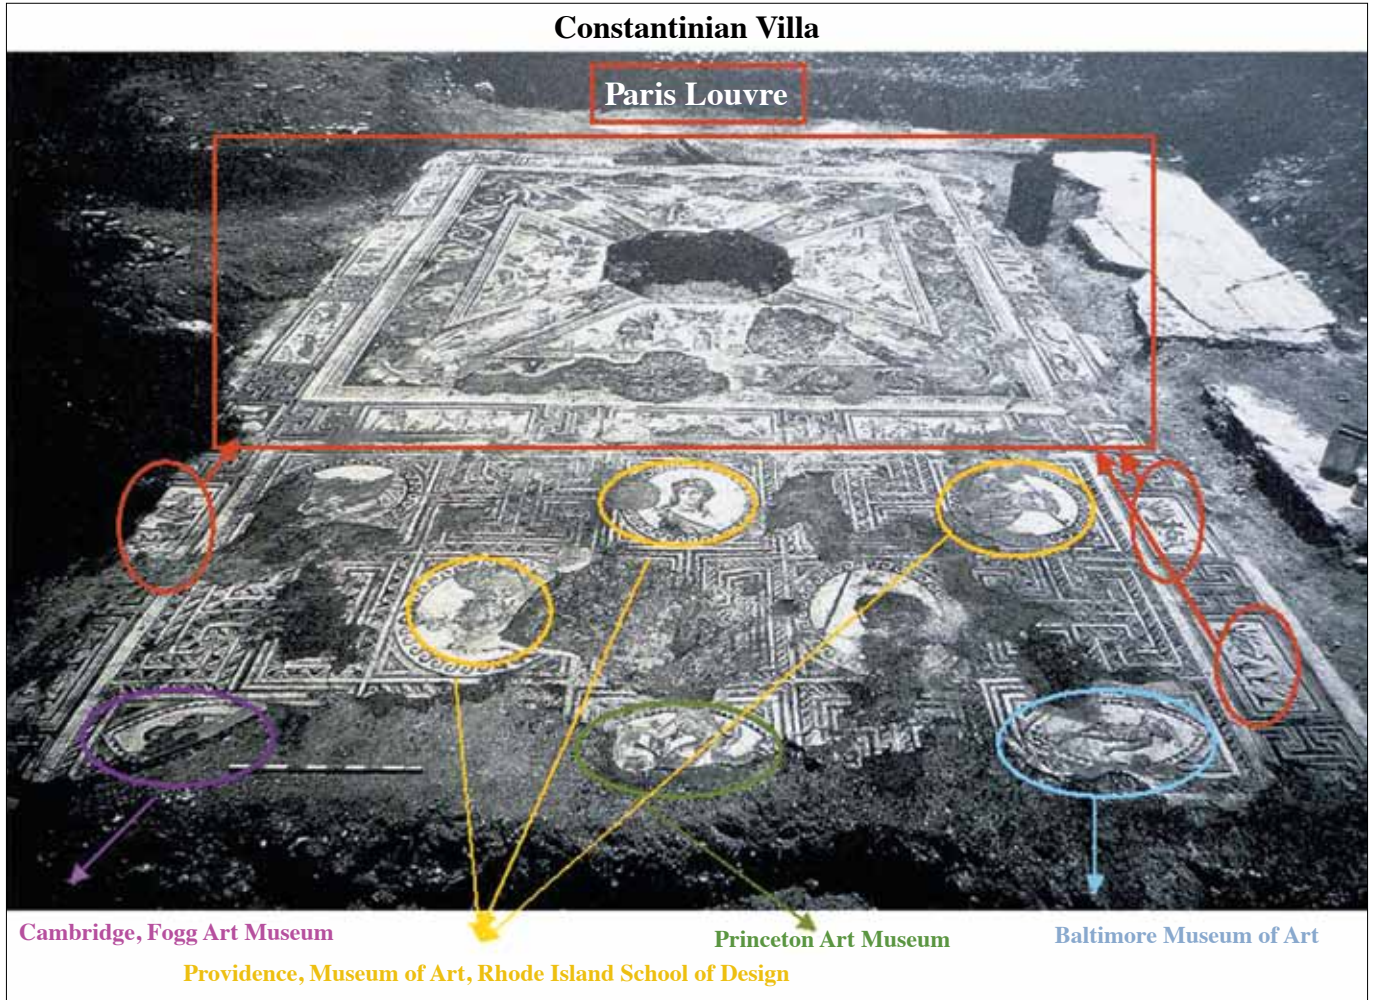 Constantinian Villa
Paris Louvre
Cambridge, Fogg Art Museum
Princeton Art Museum
Baltimore Museum of Art
Providence, Museum of Art, Rhode Island School of Design